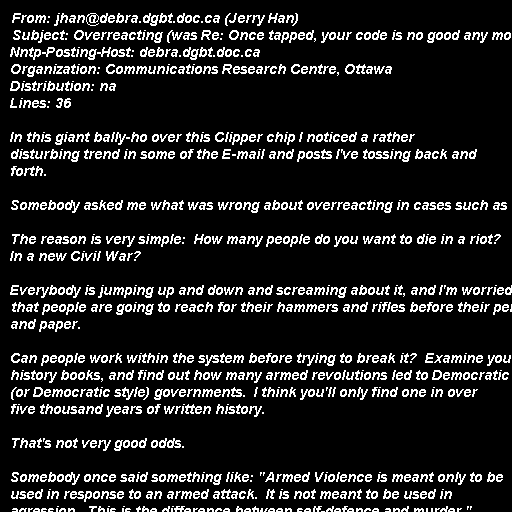 From: jhan@debra.dgbt.doc.ca (Jerry Han)
Subject: Overreacting (was Re: Once tapped, your code is no good any mo
Nntp-Posting-Host: debra.dgbt.doc.ca
Organization: Communications Research Centre, Ottawa
Distribution: na
Lines: 36
In this giant bally-ho over this Clipper chip I noticed a rather
disturbing trend in some of the E-mail and posts I've tossing back and
forth.
Somebody asked me what was wrong about overreacting in cases such as
The reason is very simple:  How many people do you want to die in a riot?
In a new Civil War?
Everybody is jumping up and down and screaming about it, and I'm worried
that people are going to reach for their hammers and rifles before their pe
and paper.
Can people work within the system before trying to break it?  Examine you
history books, and find out how many armed revolutions led to Democratic
(or Democratic style) governments.  I think you'll only find one in over
five thousand years of written history.
That's not very good odds.
Somebody once said something like: "Armed Violence is meant only to be
used in response to an armed attack.  It is not meant to be used in
agression.  This is the difference between self-defence and murder."